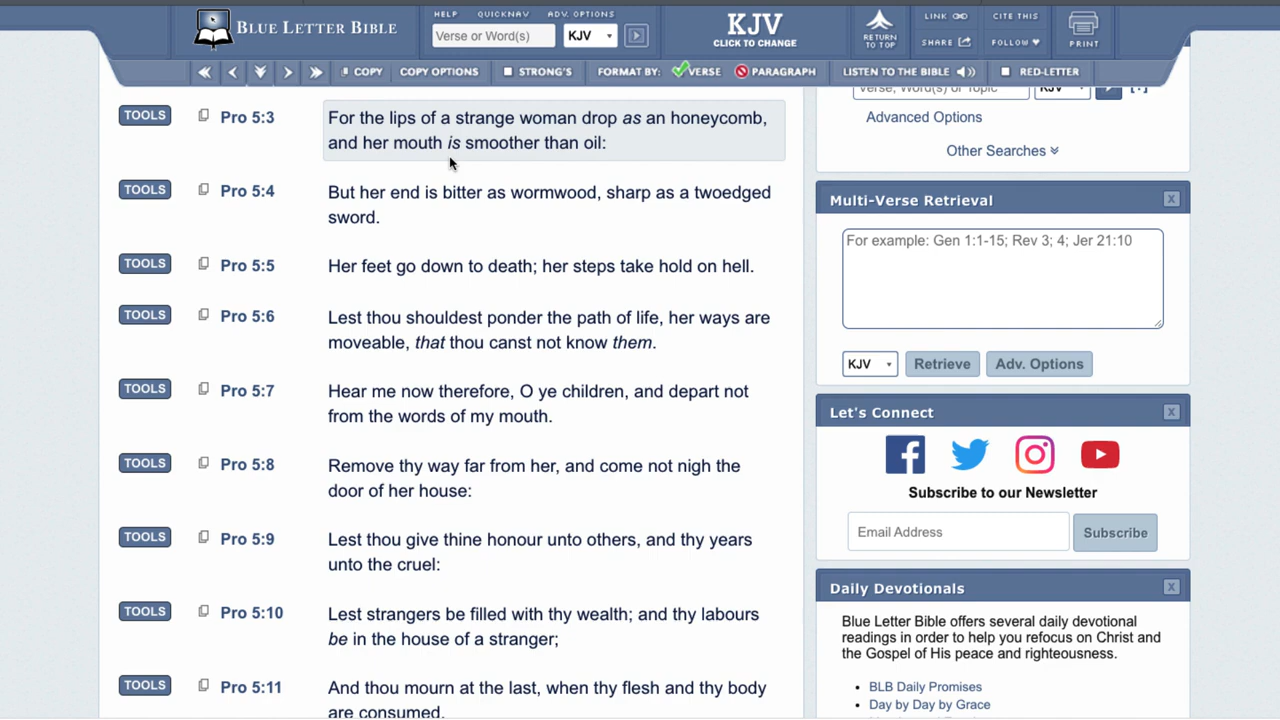 BLUE LETTER BIBLE
HELP QUICKNAV ADV. OPTIONS
Verse or Word(s) KJV
KJV
CLICK TO CHANGE
RETURN
TO TOP
LINK CITE THIS
SHARE FOLLOW
PRINT
COPY COPY OPTIONS STRONG'S FORMAT BY: VERSE PARAGRAPH LISTEN TO THE BIBLE RED-LETTER
TOOLS Pro 5:3 For the lips of a strange woman drop as an honeycomb,
and her mouth is smoother than oil:
TOOLS Pro 5:4 But her end is bitter as wormwood, sharp as a twoedged
sword.
TOOLS Pro 5:5 Her feet go down to death; her steps take hold on hell.
TOOLS Pro 5:6 Lest thou shouldest ponder the path of life, her ways are
moveable, that thou canst not know them.
TOOLS Pro 5:7 Hear me now therefore, O ye children, and depart not
from the words of my mouth.
TOOLS Pro 5:8 Remove thy way far from her, and come not nigh the
door of her house:
TOOLS Pro 5:9 Lest thou give thine honour unto others, and thy years
unto the cruel:
TOOLS Pro 5:10 Lest strangers be filled with thy wealth; and thy labours
be in the house of a stranger;
TOOLS Pro 5:11 And thou mourn at the last, when thy flesh and thy body
are consumed,
Verse, Word(s) or Topic KJV [?]
Advanced Options
Other Searches
Multi-Verse Retrieval X
For example: Gen 1:1-15; Rev 3; 4; Jer 21:10
KJV Retrieve Adv. Options
Let's Connect X
Subscribe to our Newsletter
Email Address Subscribe
Daily Devotionals X
Blue Letter Bible offers several daily devotional
readings in order to help you refocus on Christ and
the Gospel of His peace and righteousness.
• BLB Daily Promises
• Day by Day by Grace